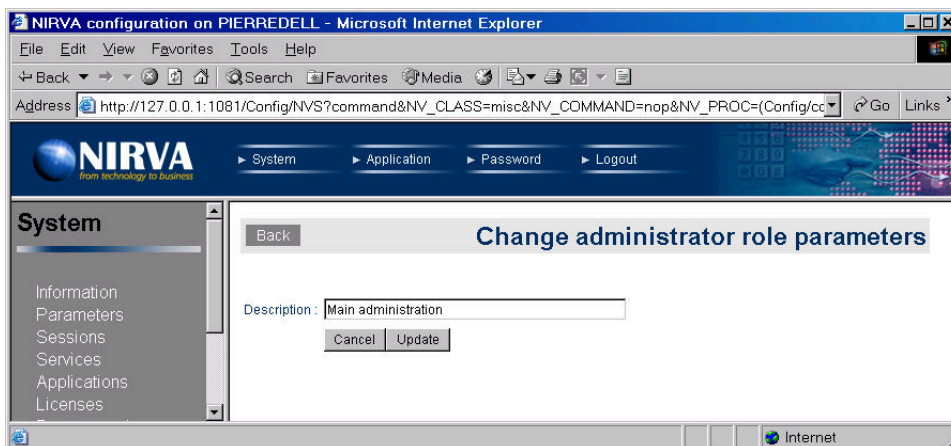 NIRVA configuration on PIERREDELL - Microsoft Internet Explorer
File Edit View Favorites Tools Help
Back Search Favorites Media
Address http://127.0.0.1:1081/Config/NVS?command&NV_CLASS=misc&NV_COMMAND=nop&NV_PROC=(Config/cc Go Links
NIRVA
from technology to business
System Application Password Logout
System
Back
Change administrator role parameters
Information
Parameters
Sessions
Services
Applications
Licenses
Description : Main administration
Cancel Update
Internet